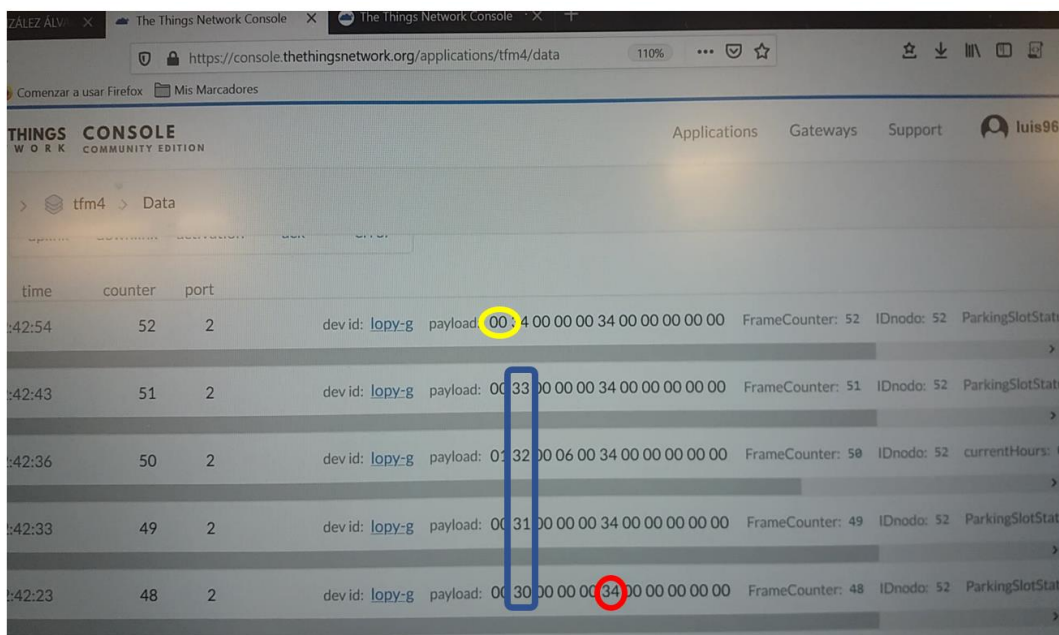 ZÁLEZ ÁLV The Things Network Console The Things Network Console
https://console.thethingsnetwork.org/applications/tfm4/data 110%
Comenzar a usar Firefox Mis Marcadores
THINGS CONSOLE Applications Gateways Support luis96
WORK COMMUNITY EDITION
tfm4 > Data
time counter port
:42:54 52 2 dev id: lopy-g payload: 00 34 00 00 00 34 00 00 00 00 00 FrameCounter: 52 IDnodo: 52 ParkingSlotStat
:42:43 51 2 dev id: lopy-g payload: 00 33 00 00 00 34 00 00 00 00 00 FrameCounter: 51 IDnodo: 52 ParkingSlotStat
:42:36 50 2 dev id: lopy-g payload: 01 32 00 06 00 34 00 00 00 00 00 FrameCounter: 50 IDnodo: 52 currentHours:
:42:33 49 2 dev id: lopy-g payload: 00 31 00 00 00 34 00 00 00 00 00 FrameCounter: 49 IDnodo: 52 ParkingSlotStat
:42:23 48 2 dev id: lopy-g payload: 00 30 00 00 00 34 00 00 00 00 00 FrameCounter: 48 IDnodo: 52 ParkingSlotStat